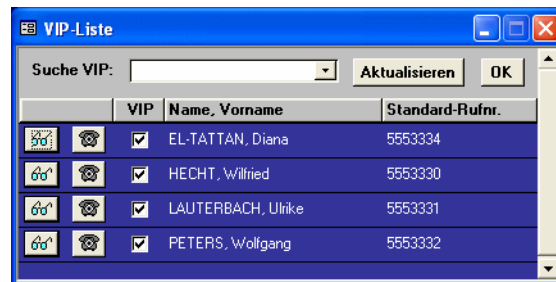 VIP-Liste
Suche VIP: Aktualisieren OK
VIP Name, Vorname Standard-Rufnr.
EL-TATTAN, Diana 5553334
HECHT, Wilfried 5553330
LAUTERBACH, Ulrike 5553331
PETERS, Wolfgang 5553332